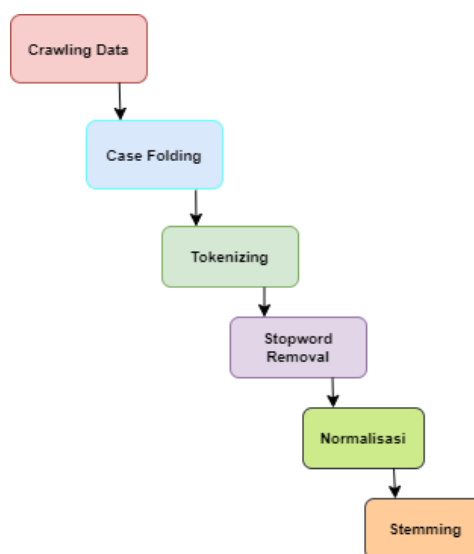 Crawling Data
Case Folding
Tokenizing
Stopword
Removal
Normalisasi
Stemming